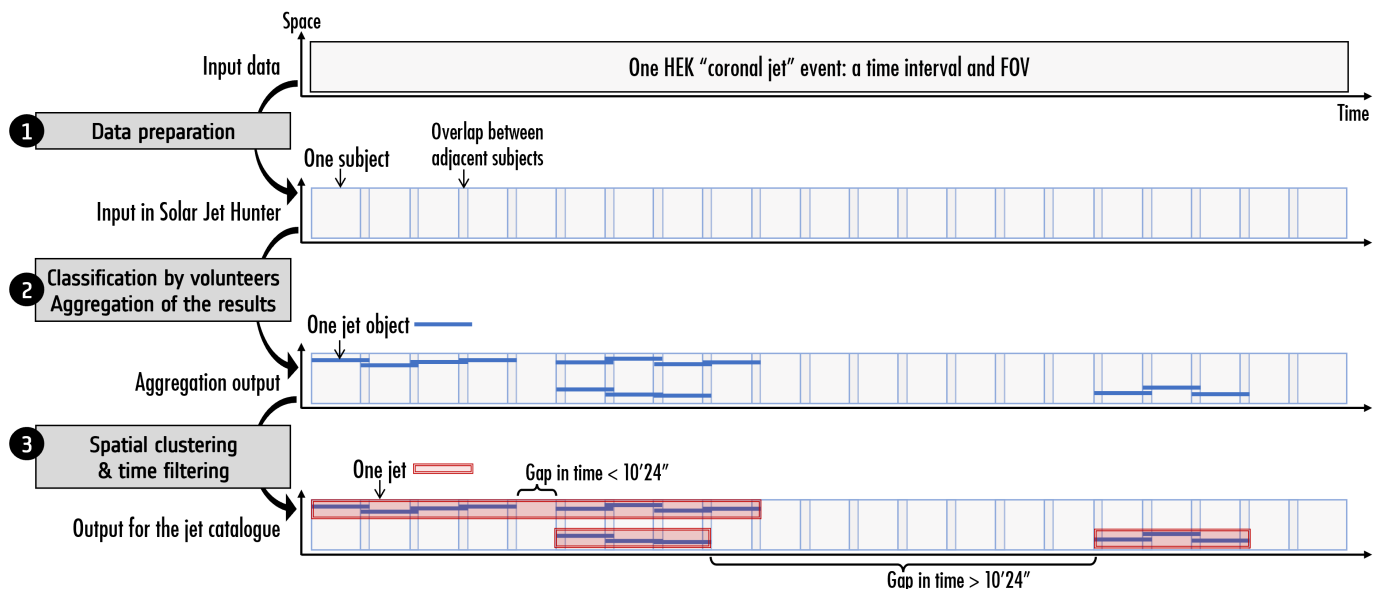 Space
Input data
One HEK “coronal jet” event: a time interval and FOV
Time
1 Data preparation
One subject
Overlap between
adjacent subjects
Input in Solar Jet Hunter
2 Classification by volunteers
Aggregation of the results
One jet object
Aggregation output
3 Spatial clustering
& time filtering
One jet
Gap in time < 10’24”
Output for the jet catalogue
Gap in time > 10’24”